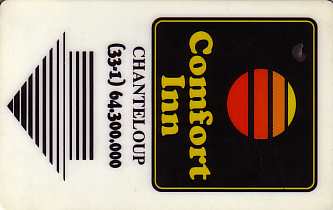 Comfort
Inn
CHANTELOUP
(33-1) 64.300.000